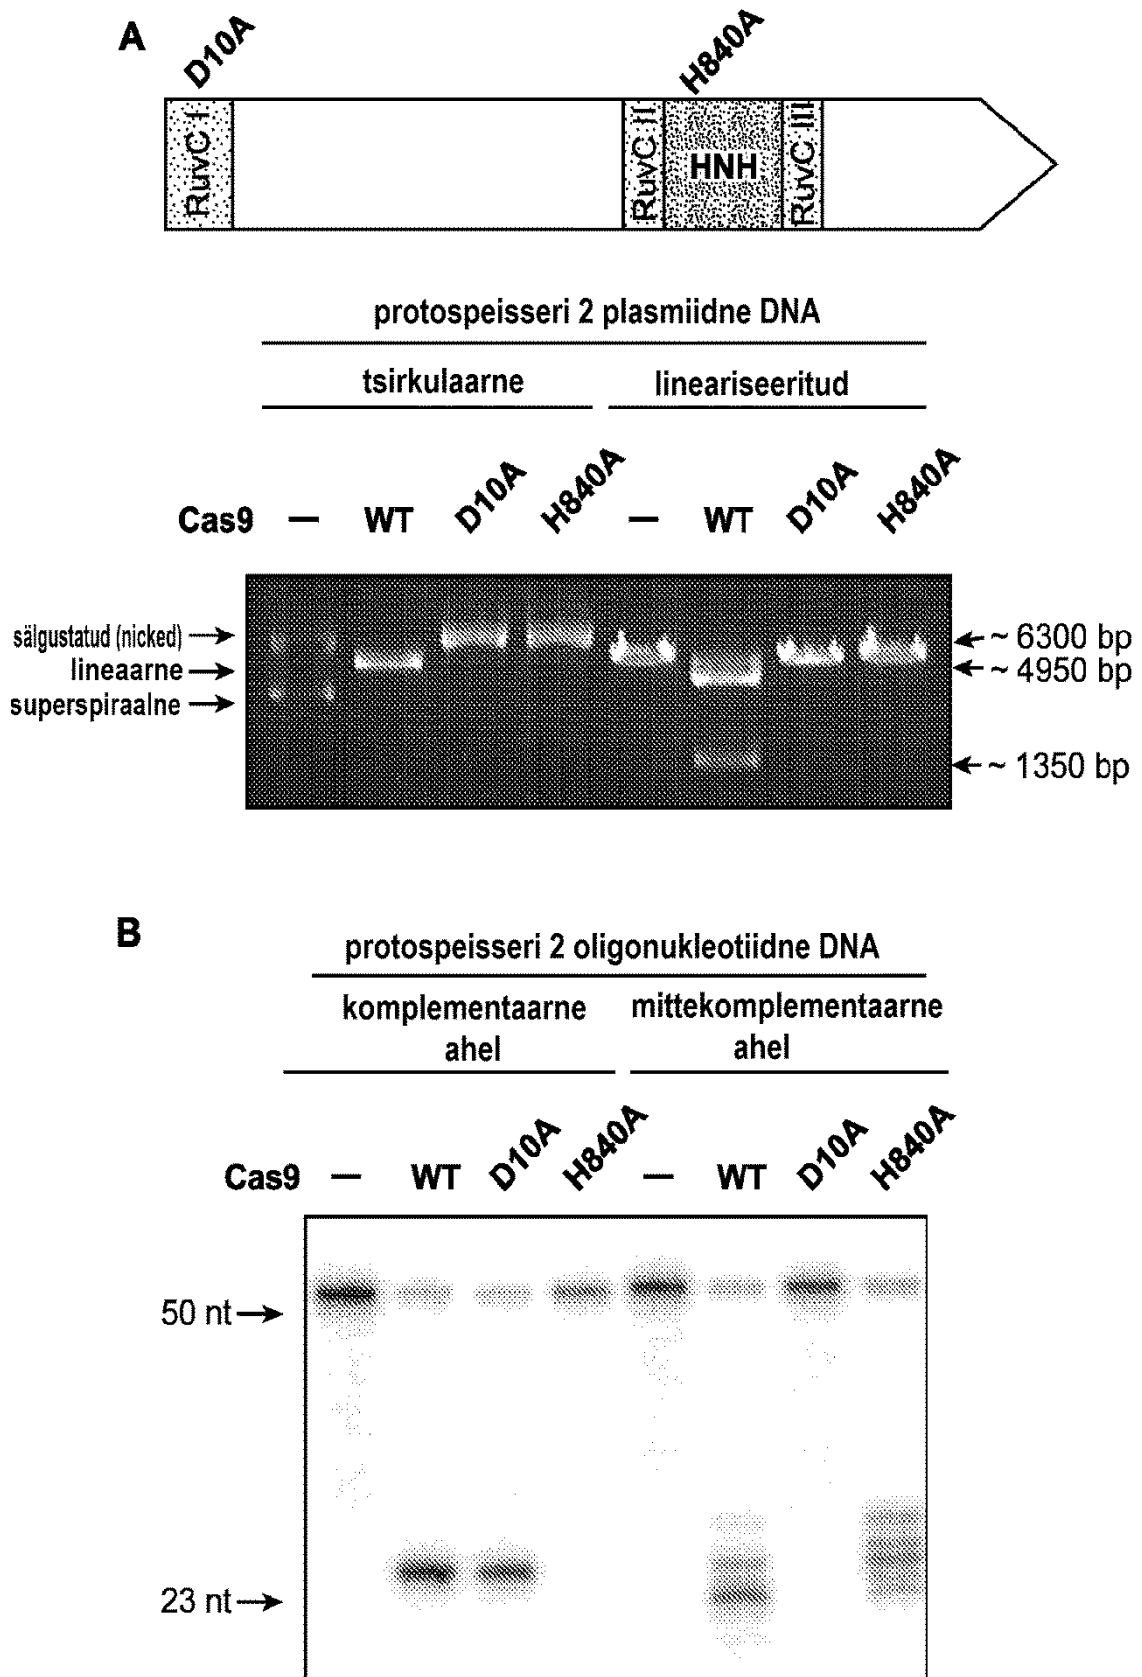 A
D10A
H840A
RuvC I
RuvC II
HNH
RuvC III
protospeisseri 2 plasmiidne DNA
tsirkulaarne
lineariseeritud
Cas9 — WT D10A H840A — WT D10A H840A
sälgustatud (nicked)
lineaarne
superspiraalne
~ 6300 bp
~ 4950 bp
~ 1350 bp
B
protospeisseri 2 oligonukleotiidne DNA
komplementaarne
ahel
mittekomplementaarne
ahel
Cas9 — WT D10A H840A — WT D10A H840A
50 nt
23 nt